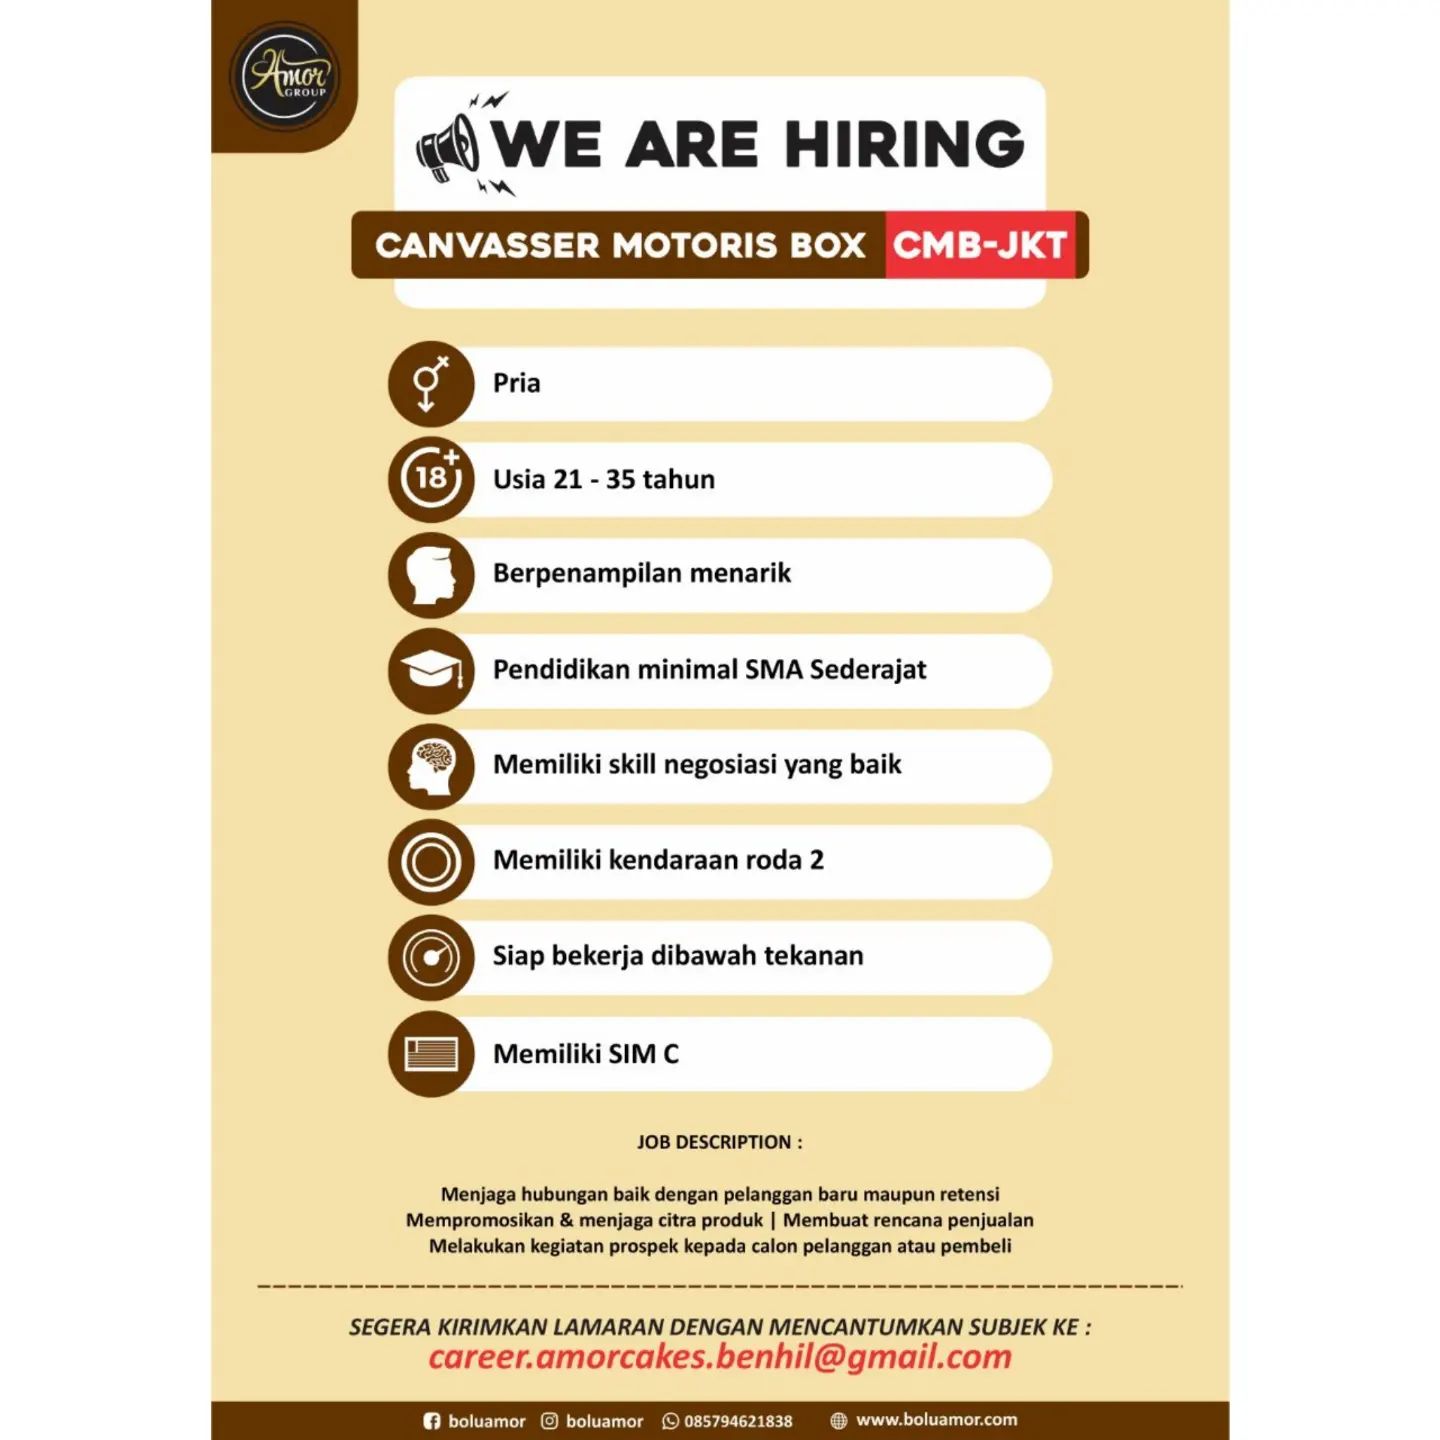 Amor
GROUP
WE ARE HIRING
CANVASSER MOTORIS BOX CMB-JKT
Pria
18+
Usia 21 - 35 tahun
Berpenampilan menarik
Pendidikan minimal SMA Sederajat
Memiliki skill negosiasi yang baik
Memiliki kendaraan roda 2
Siap bekerja dibawah tekanan
Memiliki SIM C
JOB DESCRIPTION :
Menjaga hubungan baik dengan pelanggan baru maupun retensi
Mempromosikan & menjaga citra produk | Membuat rencana penjualan
Melakukan kegiatan prospek kepada calon pelanggan atau pembeli
SEGERA KIRIMKAN LAMARAN DENGAN MENCANTUMKAN SUBJEK KE :
career.amorcakes.benhil@gmail.com
boluamor boluamor 085794621838 www.boluamor.com